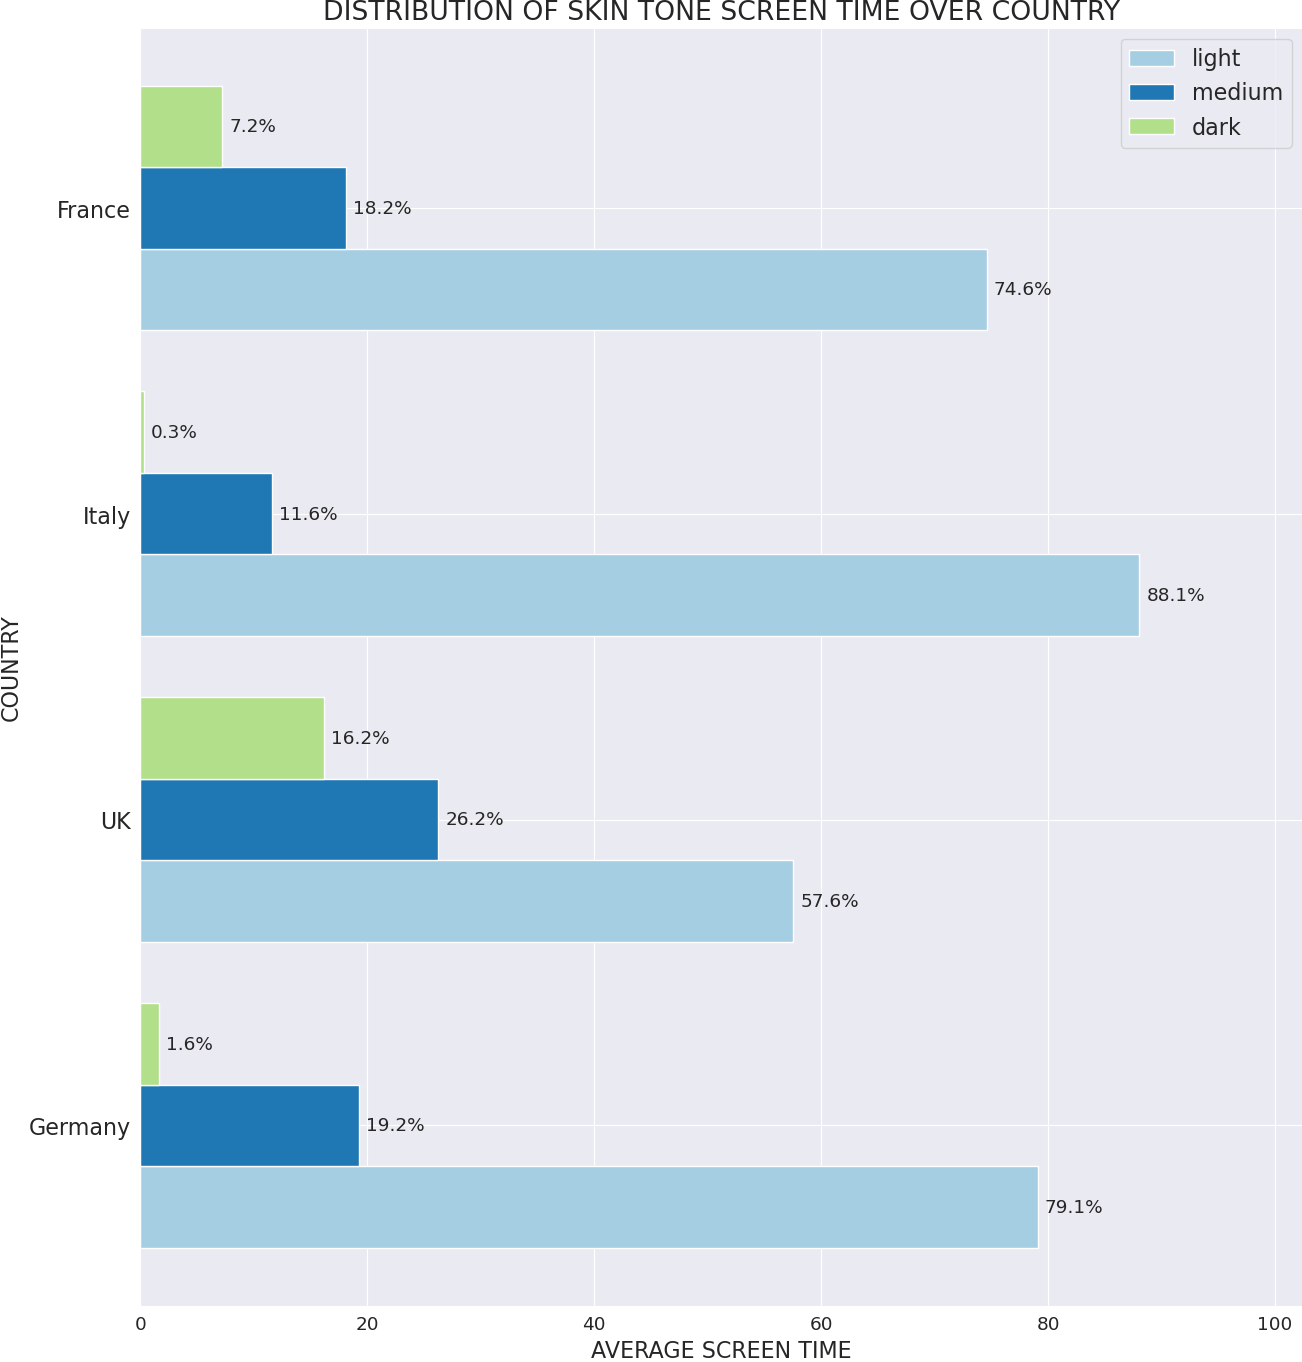 DISTRIBUTION OF SKIN TONE SCREEN TIME OVER COUNTRY
light
medium
dark
7.2%
France
18.2%
74.6%
0.3%
Italy
11.6%
88.1%
COUNTRY
16.2%
UK
26.2%
57.6%
1.6%
Germany
19.2%
79.1%
0 20 40 60 80 100
AVERAGE SCREEN TIME